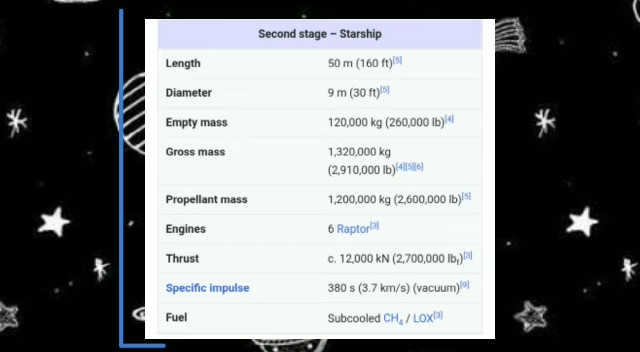 Second stage – Starship
Length 50 m (160 ft)[5]
Diameter 9 m (30 ft)[5]
Empty mass 120,000 kg (260,000 lb)[4]
Gross mass 1,320,000 kg
(2,910,000 lb)[4][5][6]
Propellant mass 1,200,000 kg (2,600,000 lb)[5]
Engines 6 Raptor[3]
Thrust c. 12,000 kN (2,700,000 lbf)[3]
Specific impulse 380 s (3.7 km/s) (vacuum)[9]
Fuel Subcooled CH4 / LOX[3]